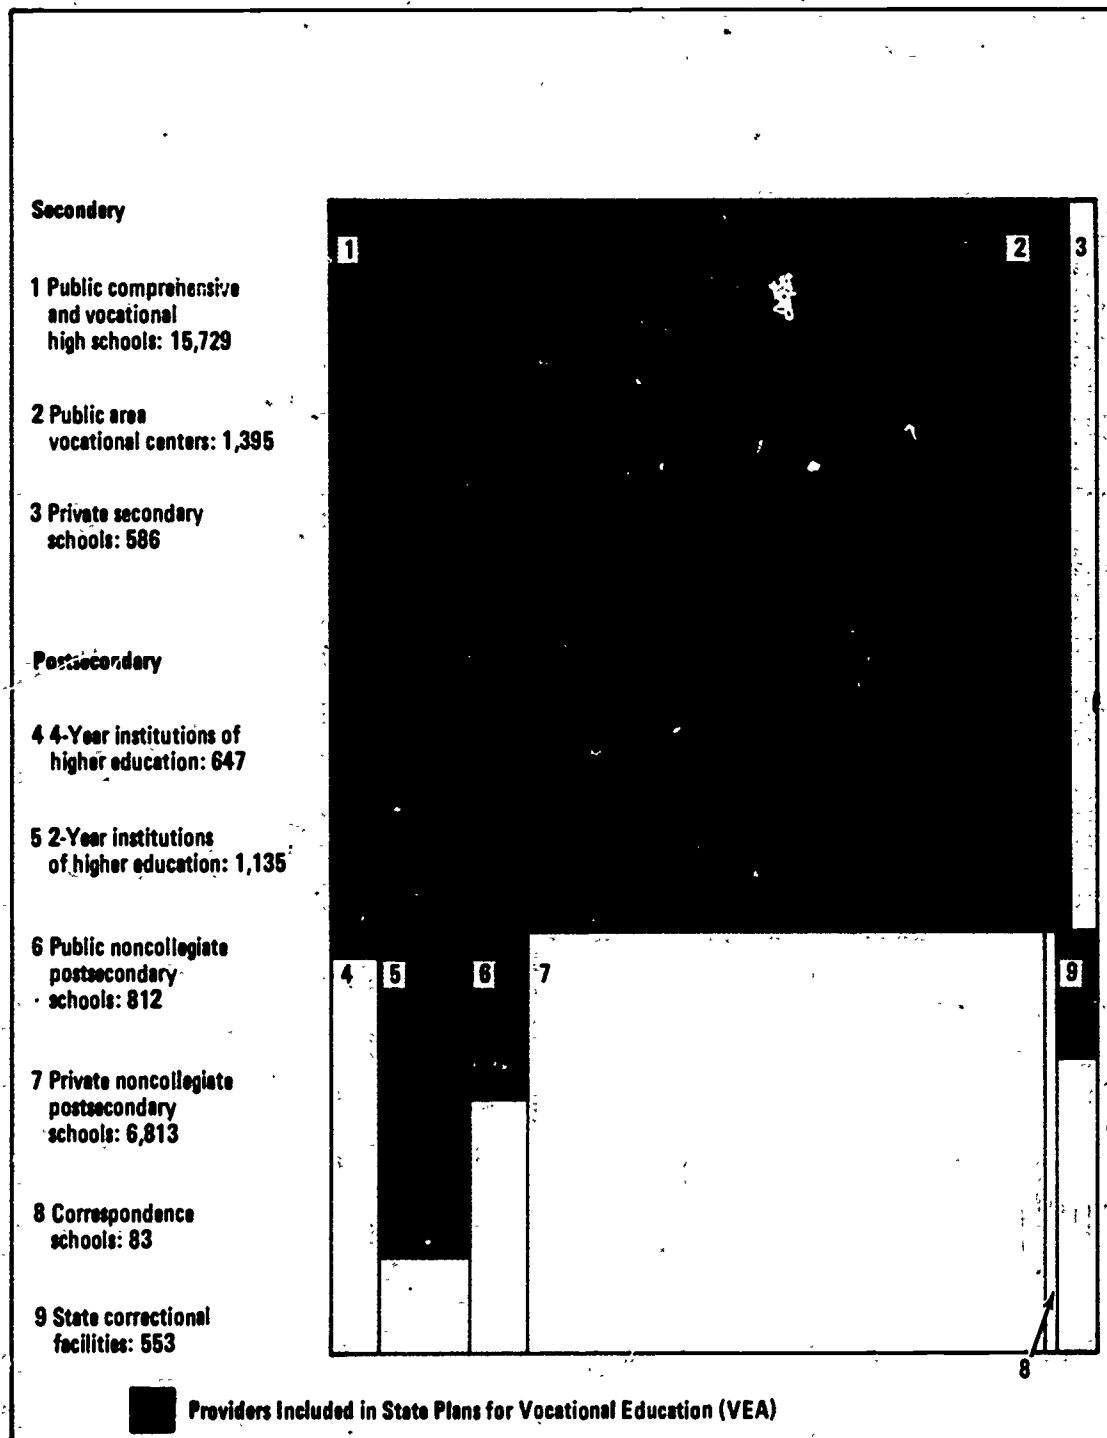 Secondary
1 Public comprehensive
and vocational
high schools: 15,729
2 Public area
vocational centers: 1,395
3 Private secondary
schools: 586
Postsecondary
4 4-Year institutions of
higher education: 647
5 2-Year institutions
of higher education: 1,135
6 Public noncollegiate
postsecondary
schools: 812
7 Private noncollegiate
postsecondary
schools: 6,813
8 Correspondence
schools: 83
9 State correctional
facilities: 553
1
2
3
4
5
6
7
9
8
Providers Included in State Plans for Vocational Education (VEA)